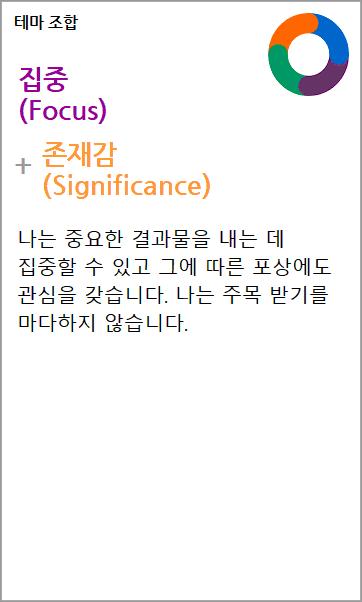 테마 조합
집중
(Focus)
+ 존재감
(Significance)
나는 중요한 결과물을 내는 데
집중할 수 있고 그에 따른 포상에도
관심을 갖습니다. 나는 주목 받기를
마다하지 않습니다.